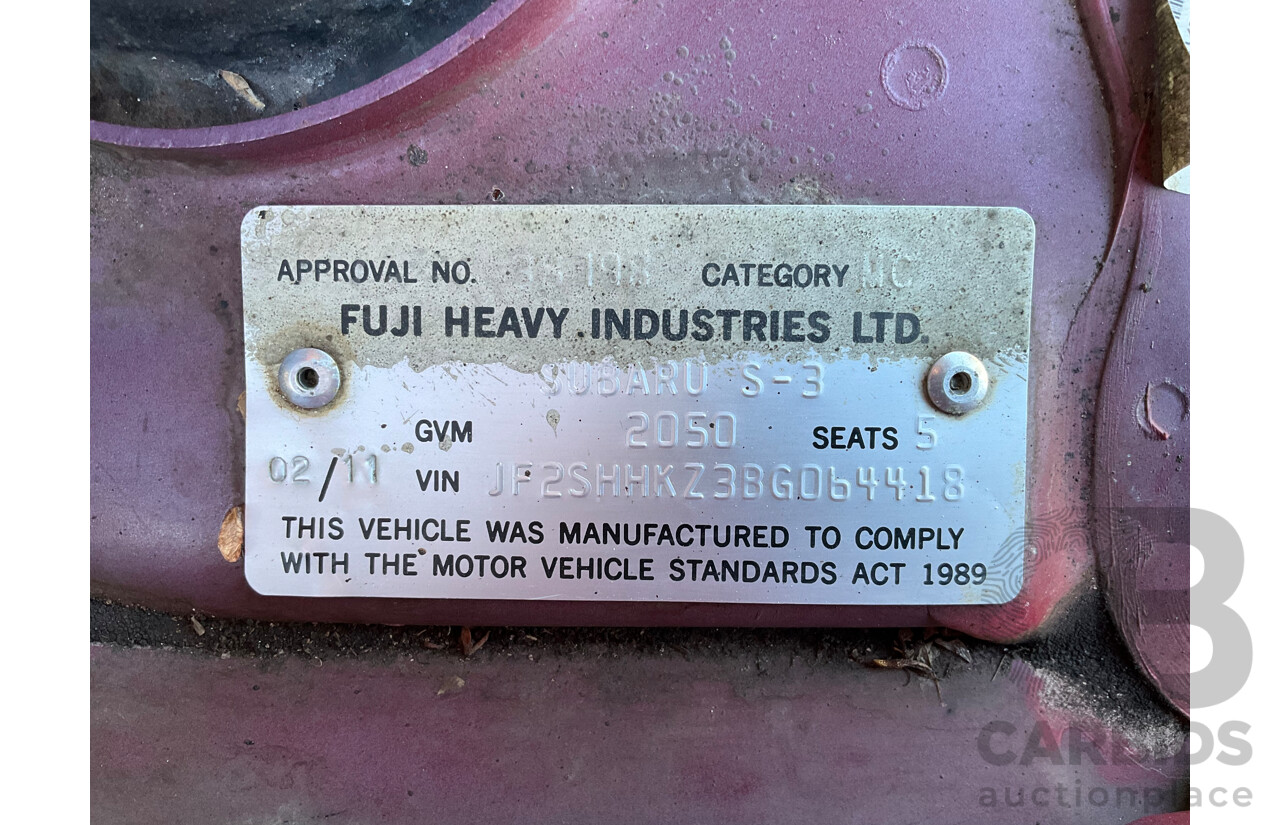 APPROVAL NO. CATEGORY MC
FUJI HEAVY INDUSTRIES LTD.
SUBARU S-3
GVM 2050 SEATS 5
02/11 VIN JF2SHHKZ3BG064418
THIS VEHICLE WAS MANUFACTURED TO COMPLY
WITH THE MOTOR VEHICLE STANDARDS ACT 1989
B
CARBIDS
auctionplace